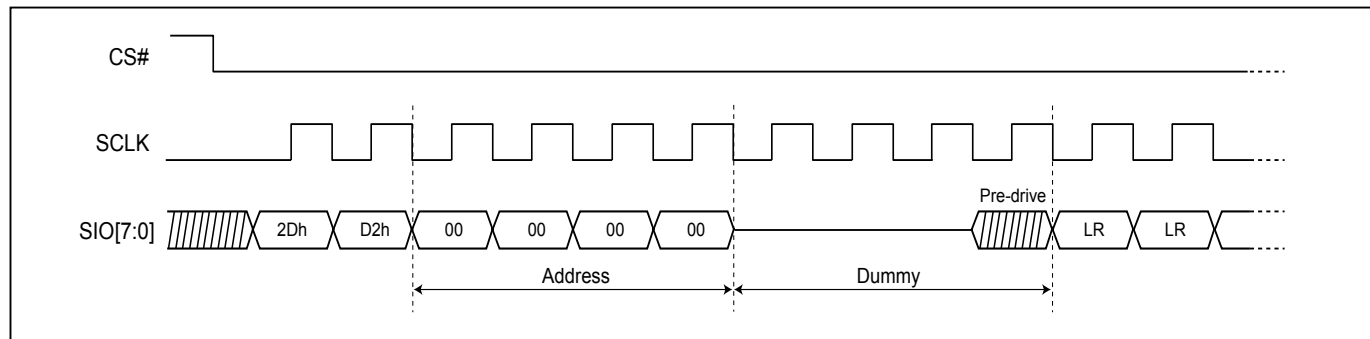 CS#
SCLK
Pre-drive
SIO[7:0] 2Dh D2h 00 00 00 00 LR LR
Address Dummy